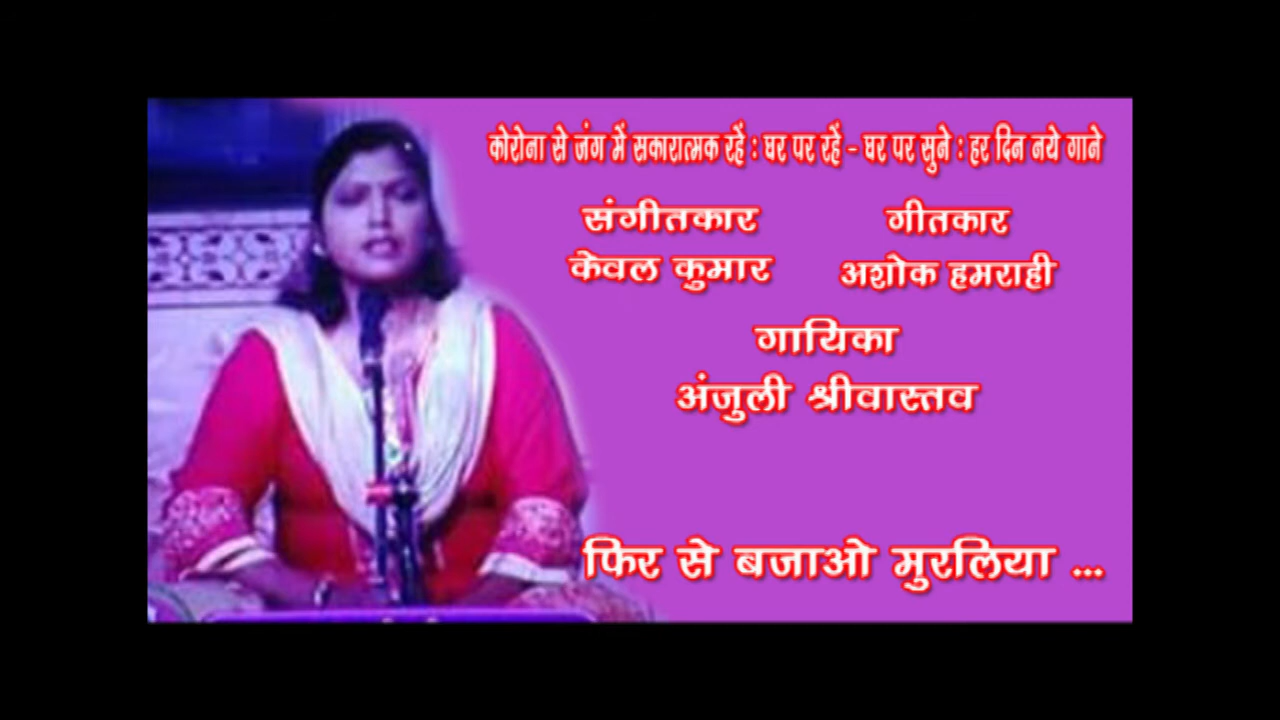 कोरोना से जंग में सकारात्मक रहें : घर पर रहें - घर पर सुने : हर दिन नये गाने
संगीतकार गीतकार
केवल कुमार अशोक हमराही
गायिका
अंजुली श्रीवास्तव
फिर से बजाओ मुरलिया ...